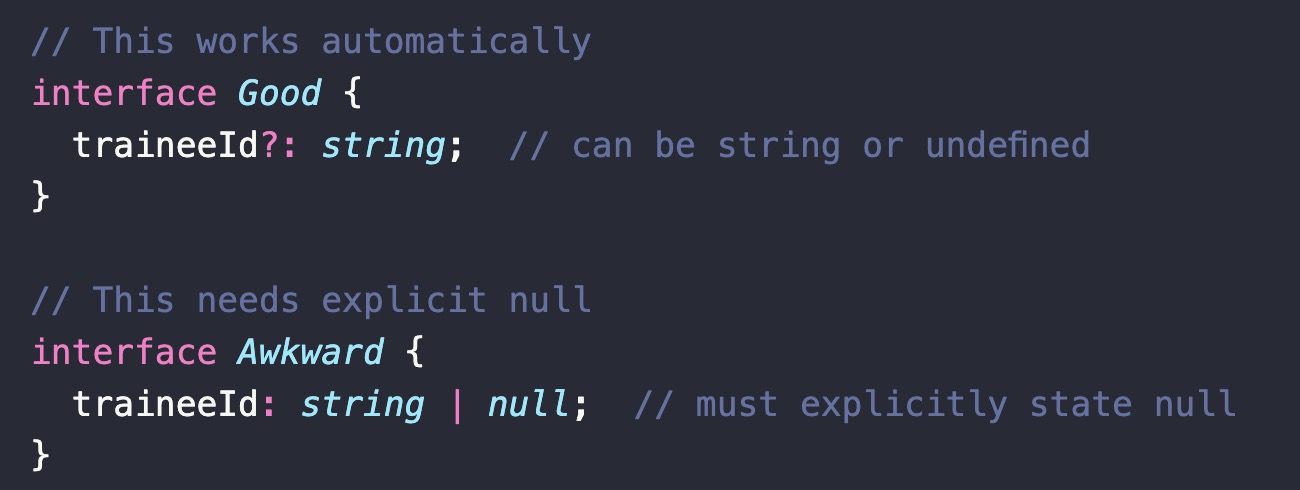 // This works automatically
interface Good {
  traineeId?: string;  // can be string or undefined
}

// This needs explicit null
interface Awkward {
  traineeId: string | null;  // must explicitly state null
}